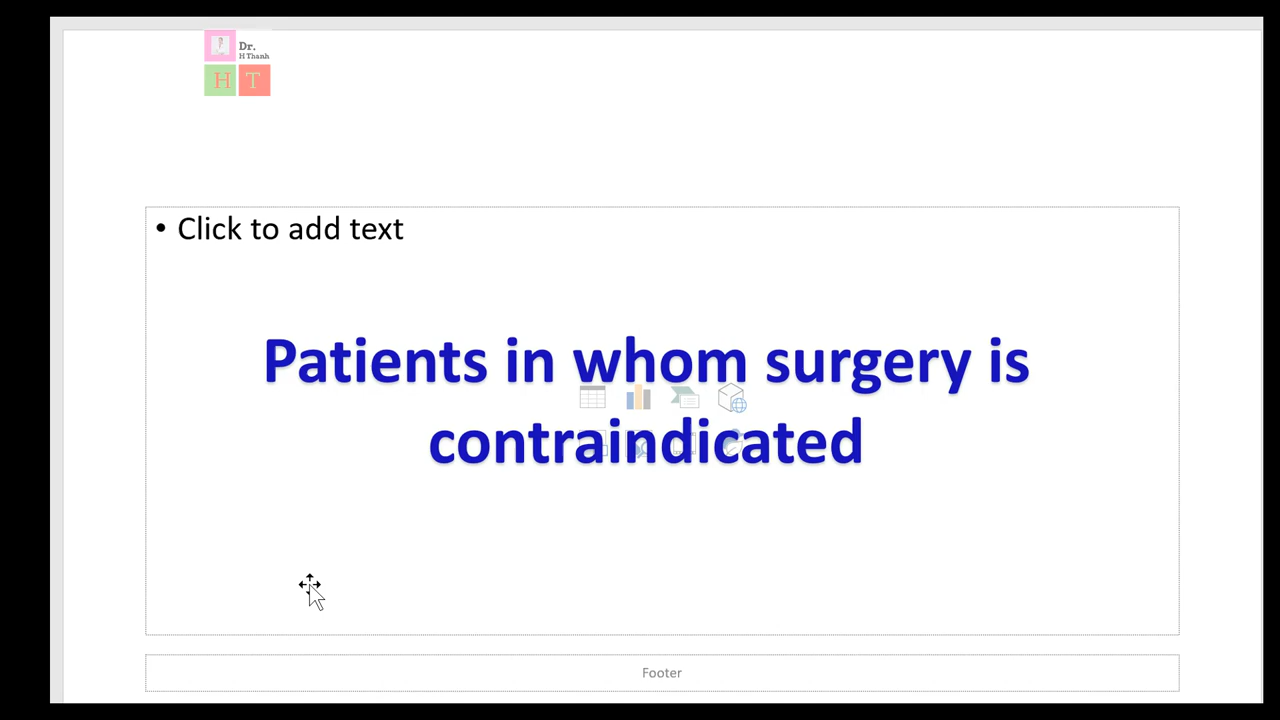 Dr.
H Thanh
H T
• Click to add text
Patients in whom surgery is
contraindicated
Footer